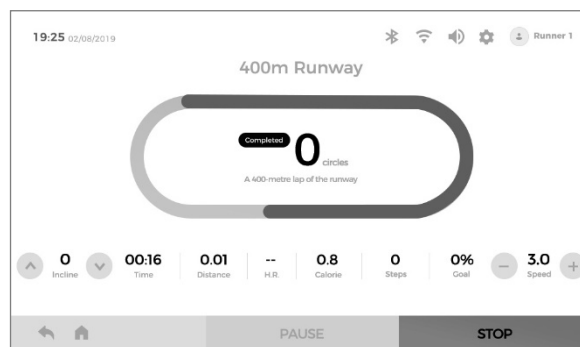 19:25 02/08/2019 Runner 1
400m Runway
Completed 0 circles
A 400-metre lap of the runway
0 00:16 0.01 -- 0.8 0 0% 3.0
Incline Time Distance H.R. Calorie Steps Goal Speed
PAUSE STOP